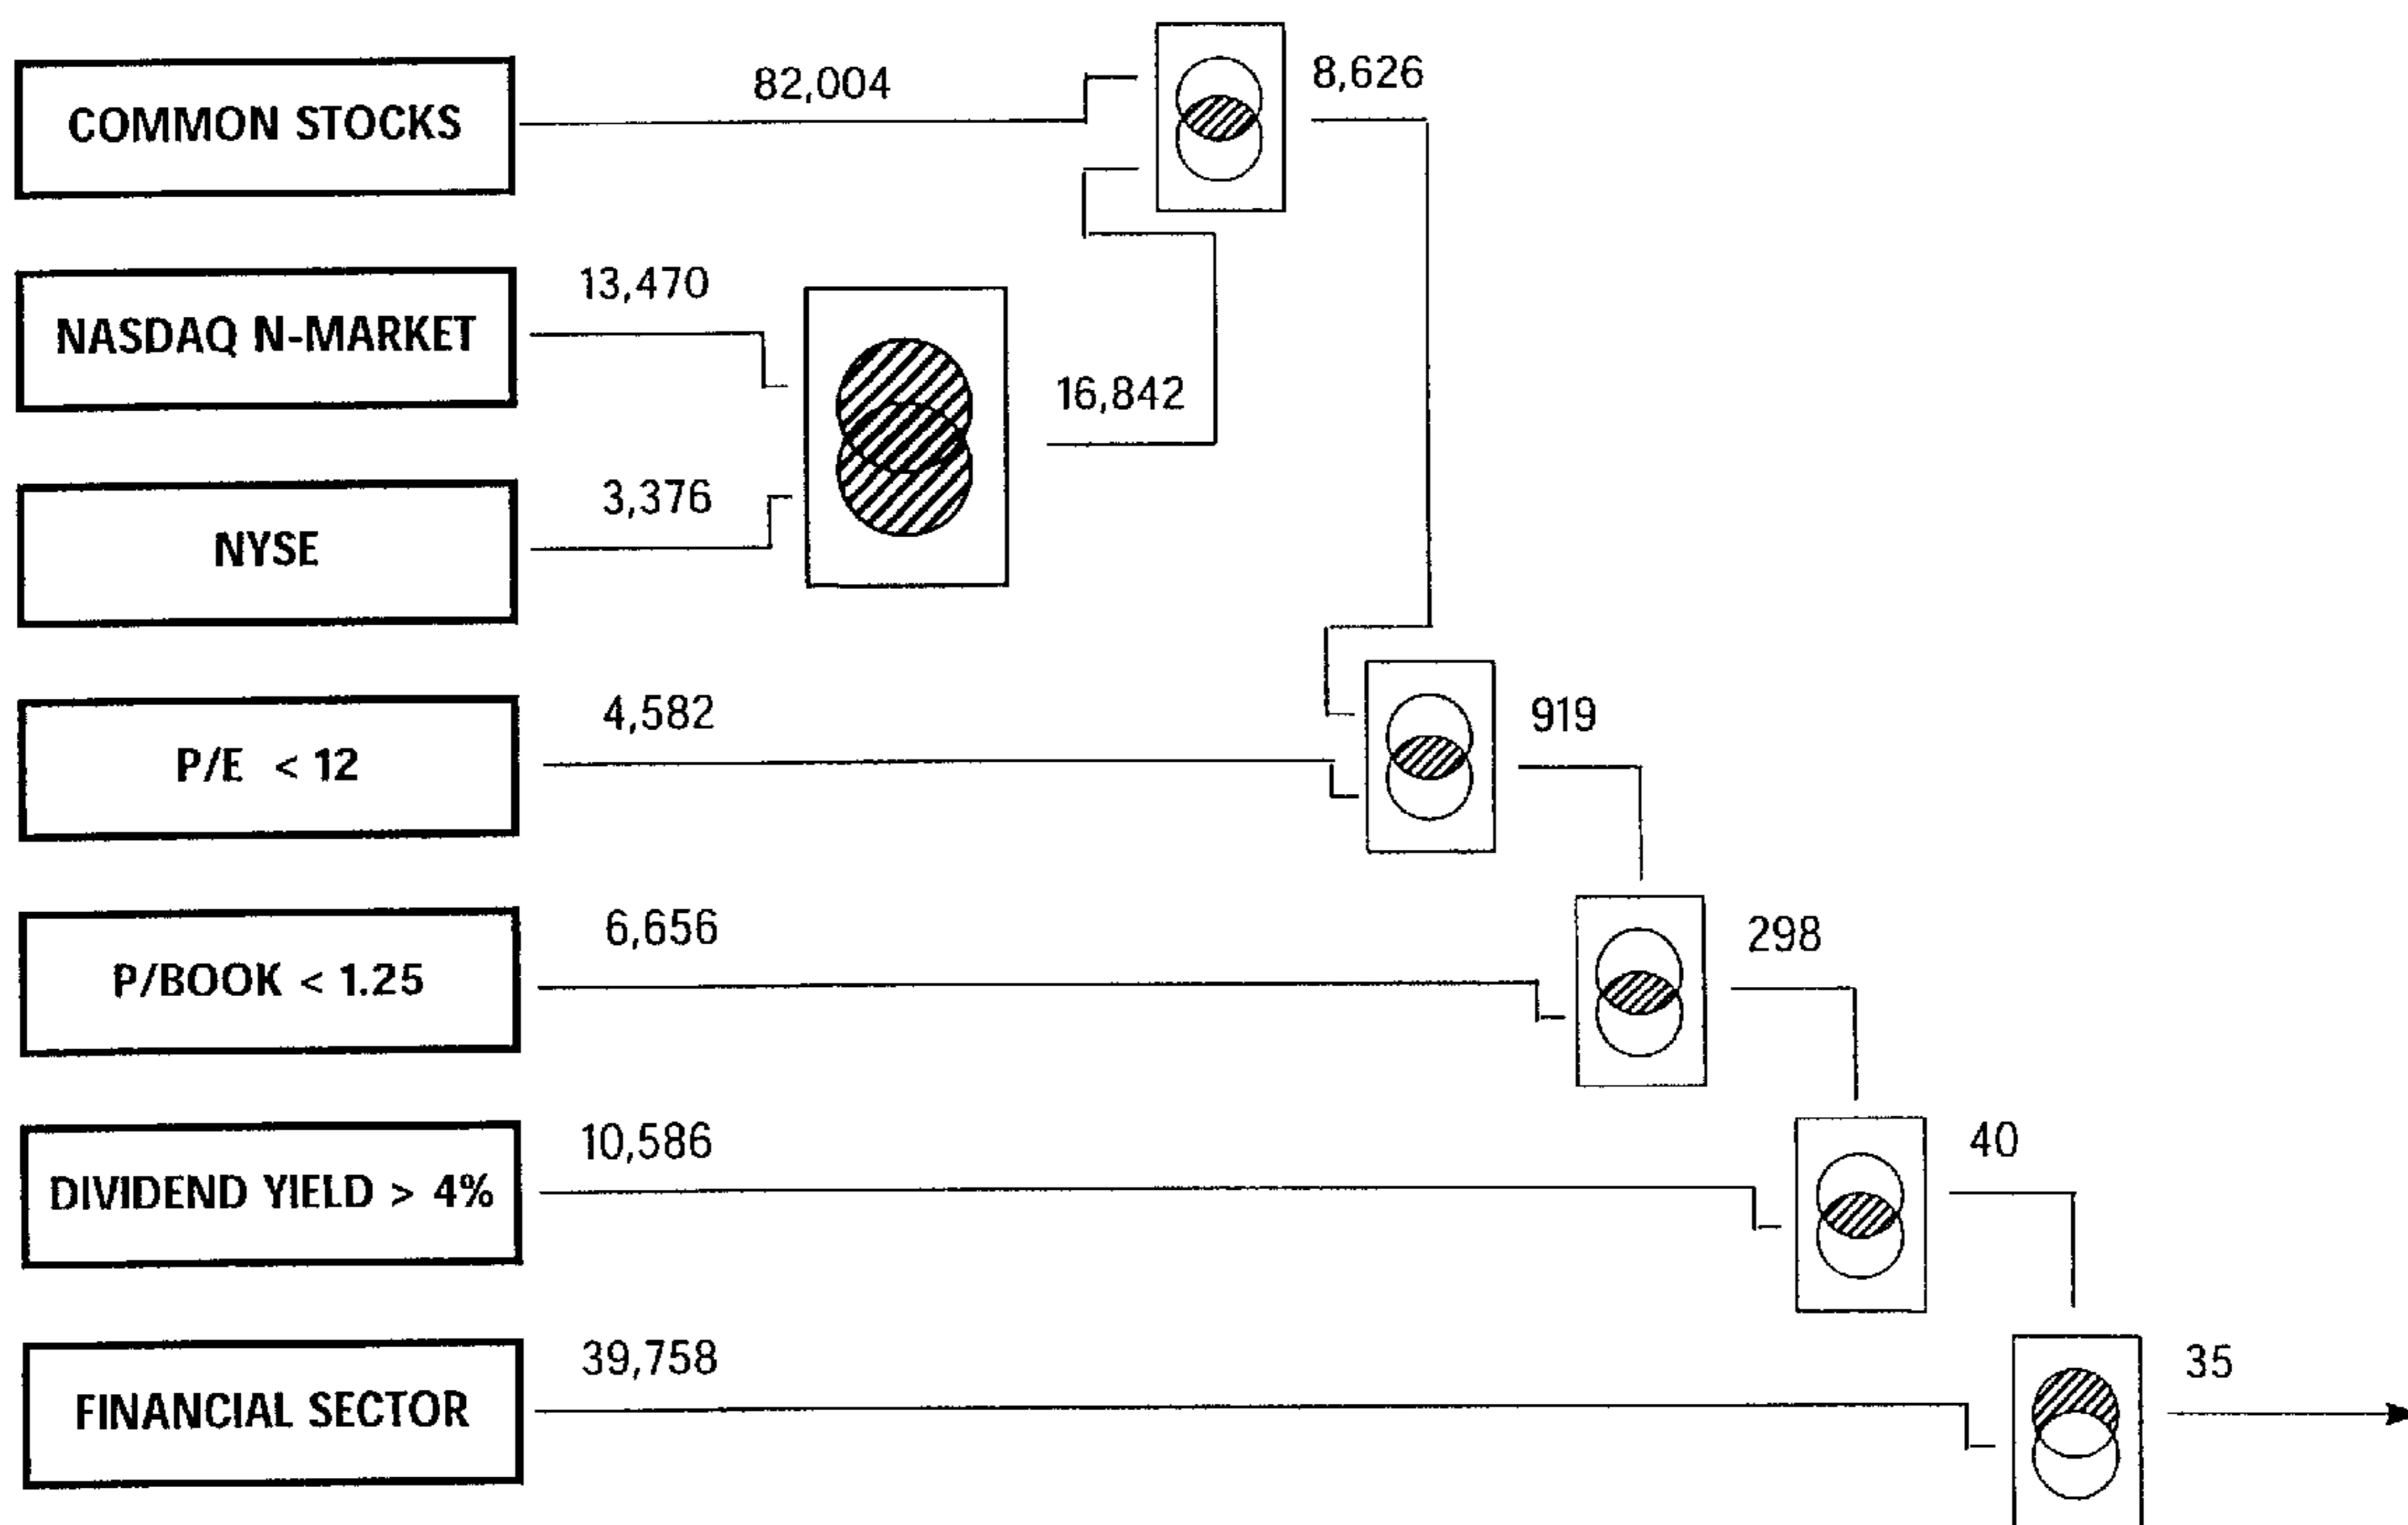 COMMON STOCKS
82,004
8,626
NASDAQ N-MARKET
13,470
16,842
NYSE
3,376
P/E < 12
4,582
919
P/BOOK < 1.25
6,656
298
DIVIDEND YIELD > 4%
10,586
40
FINANCIAL SECTOR
39,758
35